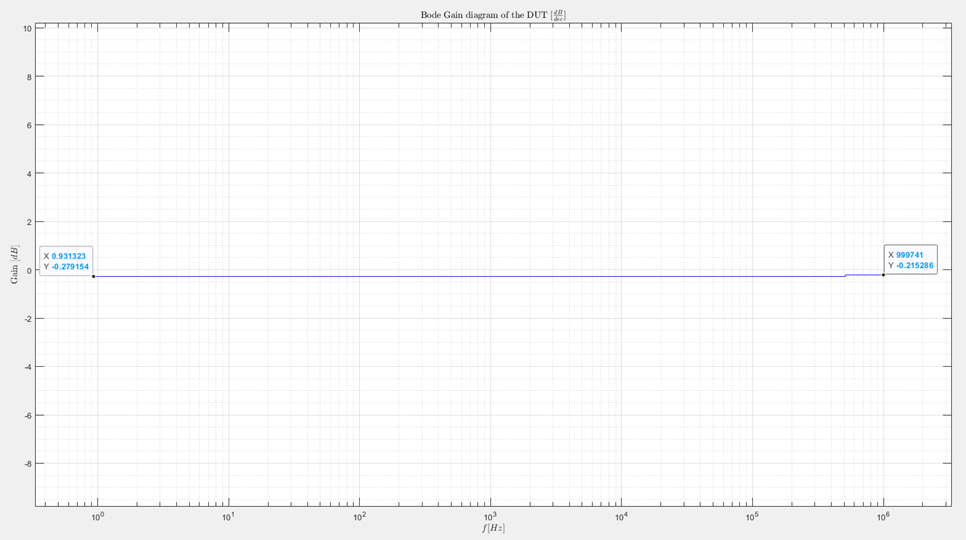 Bode Gain diagram of the DUT [dB/dec]
10
8
6
4
2
0
-2
-4
-6
-8
Gain [dB]
X 0.931323
Y -0.279154
X 999741
Y -0.215286
10^0
10^1
10^2
10^3
10^4
10^5
10^6
f[Hz]